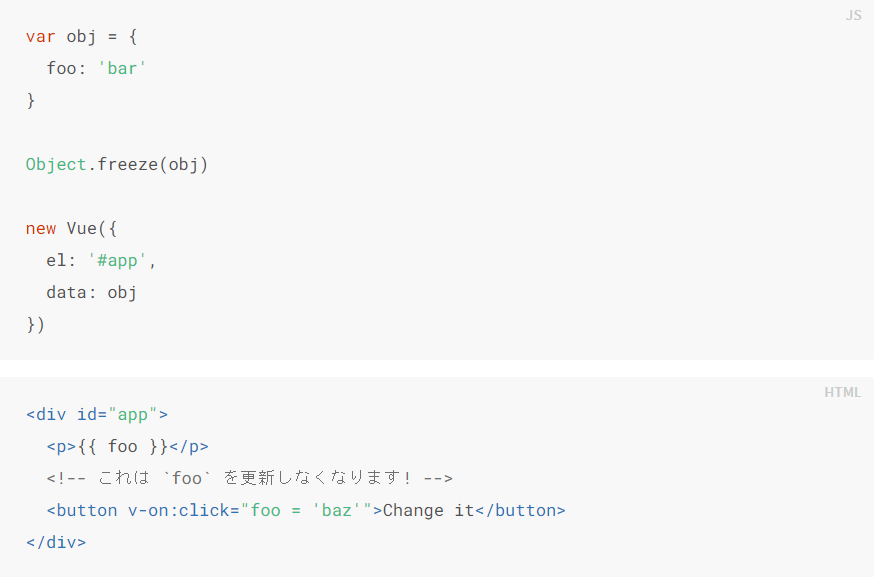 JS
var obj = {
  foo: 'bar'
}
Object.freeze(obj)
new Vue({
  el: '#app',
  data: obj
})
HTML
<div id="app">
  <p>{{ foo }}</p>
  <!-- これは `foo` を更新しなくなります! -->
  <button v-on:click="foo = 'baz'">Change it</button>
</div>